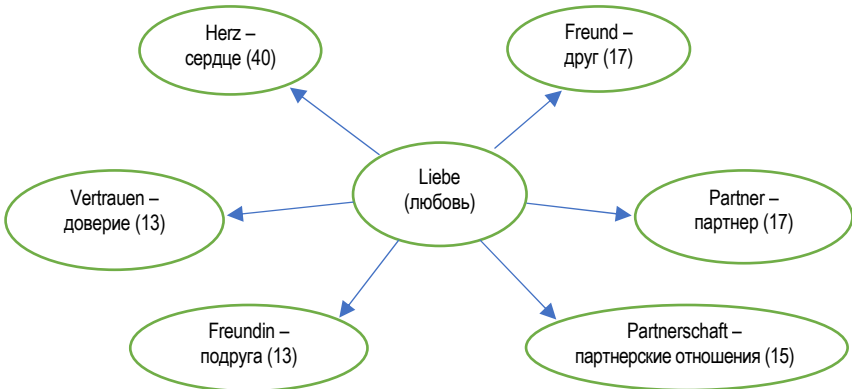 Herz –
сердце (40)
Freund –
друг (17)
Liebe
(любовь)
Vertrauen –
доверие (13)
Partner –
партнер (17)
Freundin –
подруга (13)
Partnerschaft –
партнерские отношения (15)